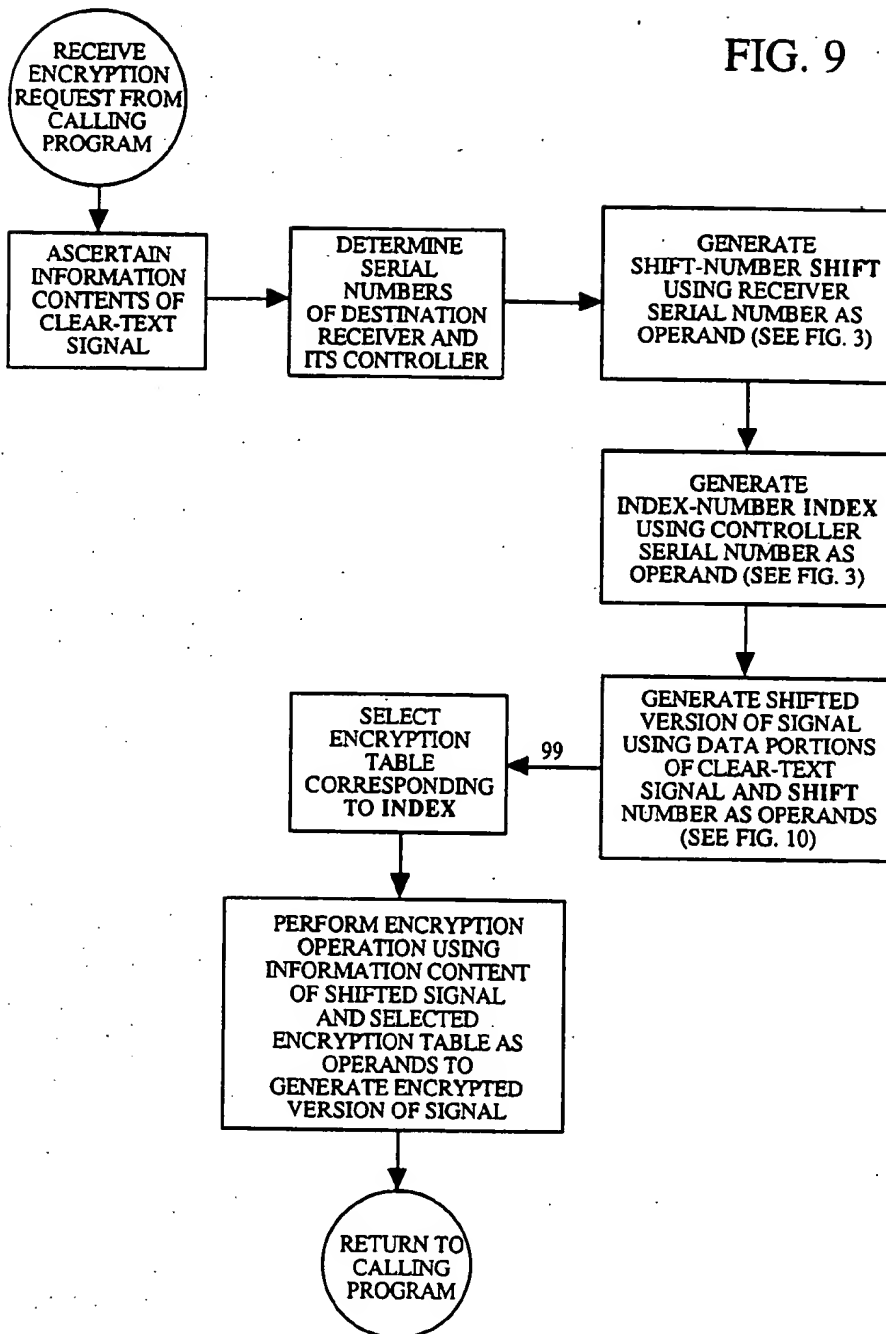 FIG. 9
RECEIVE
ENCRYPTION
REQUEST FROM
CALLING
PROGRAM
ASCERTAIN
INFORMATION
CONTENTS OF
CLEAR-TEXT
SIGNAL
DETERMINE
SERIAL
NUMBERS
OF DESTINATION
RECEIVER AND
ITS CONTROLLER
GENERATE
SHIFT-NUMBER SHIFT
USING RECEIVER
SERIAL NUMBER AS
OPERAND (SEE FIG. 3)
GENERATE
INDEX-NUMBER INDEX
USING CONTROLLER
SERIAL NUMBER AS
OPERAND (SEE FIG. 3)
GENERATE SHIFTED
VERSION OF SIGNAL
USING DATA PORTIONS
OF CLEAR-TEXT
SIGNAL AND SHIFT
NUMBER AS OPERANDS
(SEE FIG. 10)
99
SELECT
ENCRYPTION
TABLE
CORRESPONDING
TO INDEX
PERFORM ENCRYPTION
OPERATION USING
INFORMATION CONTENT
OF SHIFTED SIGNAL
AND SELECTED
ENCRYPTION TABLE AS
OPERANDS TO
GENERATE ENCRYPTED
VERSION OF SIGNAL
RETURN TO
CALLING
PROGRAM